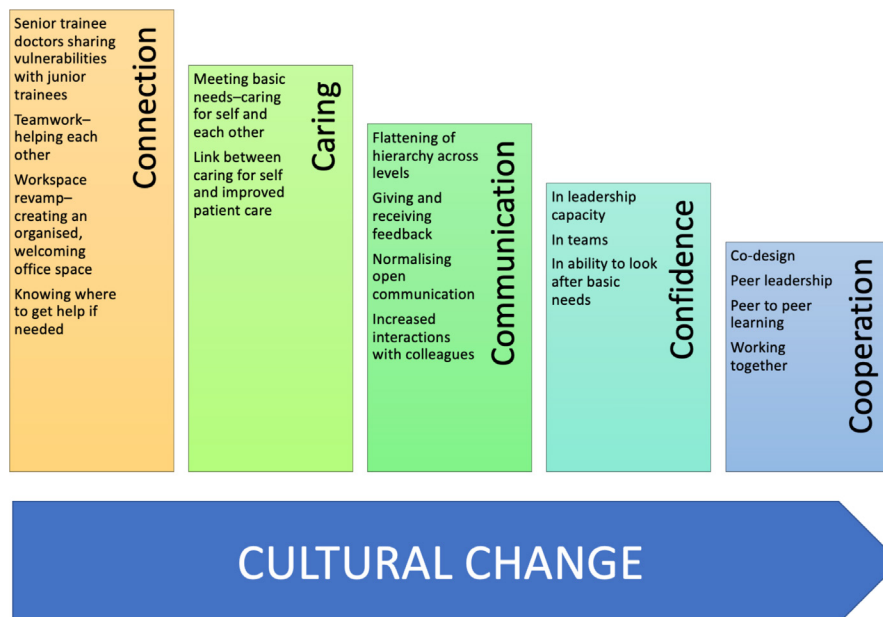 Senior trainee
doctors sharing
vulnerabilities
with junior
trainees
Teamwork–
helping each
other
Workspace
revamp–
creating an
organised,
welcoming
office space
Knowing where
to get help if
needed
Connection
Meeting basic
needs–caring
for self and
each other
Link between
caring for self
and improved
patient care
Caring
Flattening of
hierarchy across
levels
Giving and
receiving
feedback
Normalising
open
communication
Increased
interactions
with colleagues
Communication
In leadership
capacity
In teams
In ability to look
after basic
needs
Confidence
Co-design
Peer leadership
Peer to peer
learning
Working
together
Cooperation
CULTURAL CHANGE